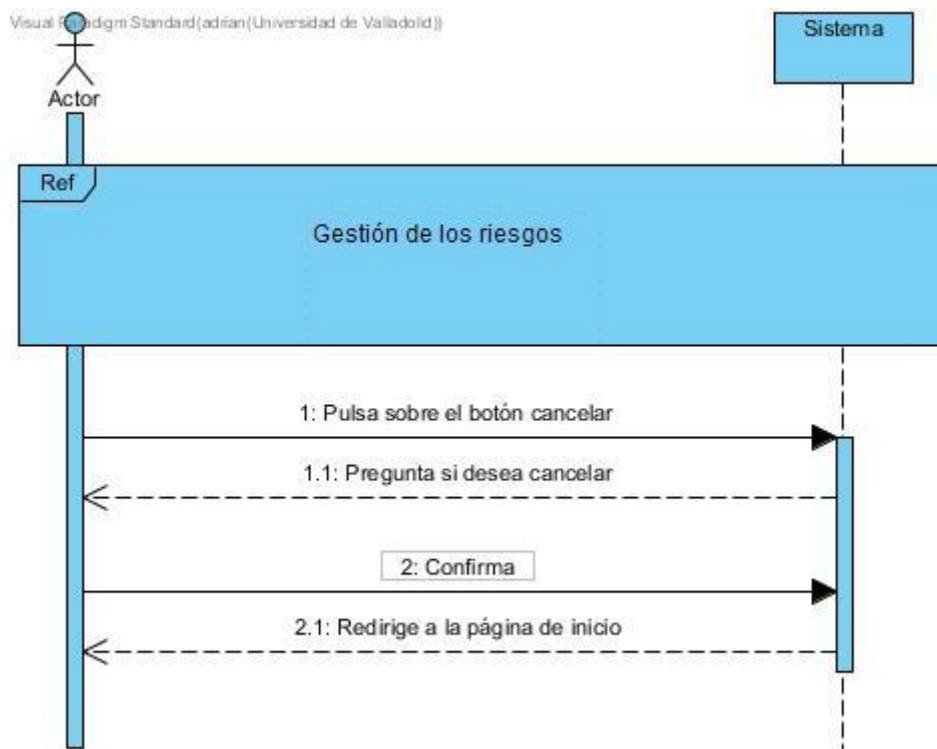 Visual Paradigm Standard(adrian(Universidad de Valladolid))
Sistema
Actor
Ref
Gestión de los riesgos
1: Pulsa sobre el botón cancelar
1.1: Pregunta si desea cancelar
2: Confirma
2.1: Redirige a la página de inicio